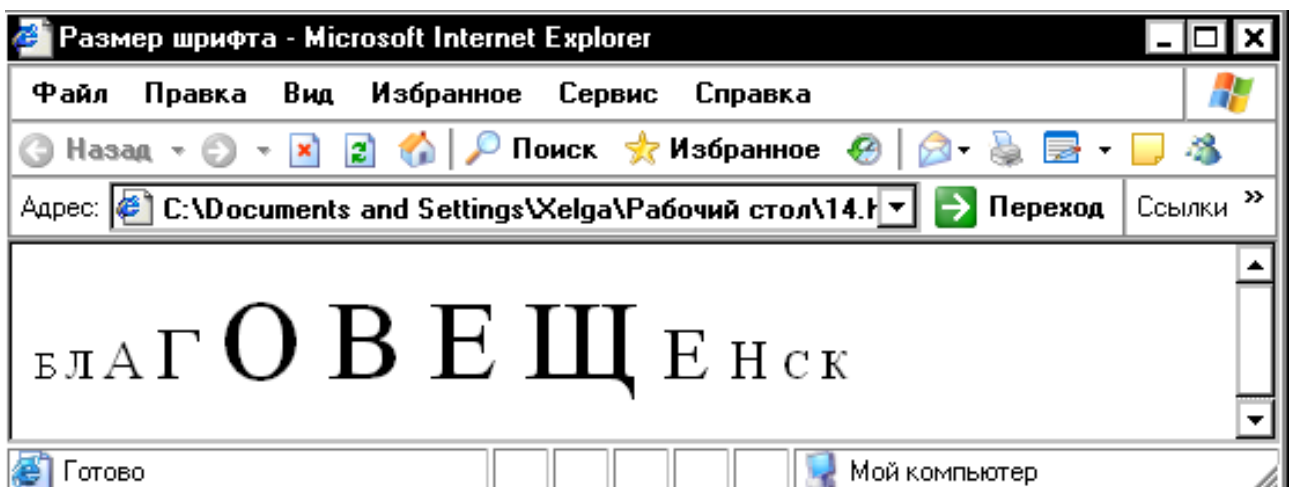 Размер шрифта - Microsoft Internet Explorer
Файл Правка Вид Избранное Сервис Справка
Назад Поиск Избранное
Адрес: C:\Documents and Settings\Xelga\Рабочий стол\14.h Переход Ссылки »
Б Л А Г О В Е Щ Е Н С К
Готово Мой компьютер